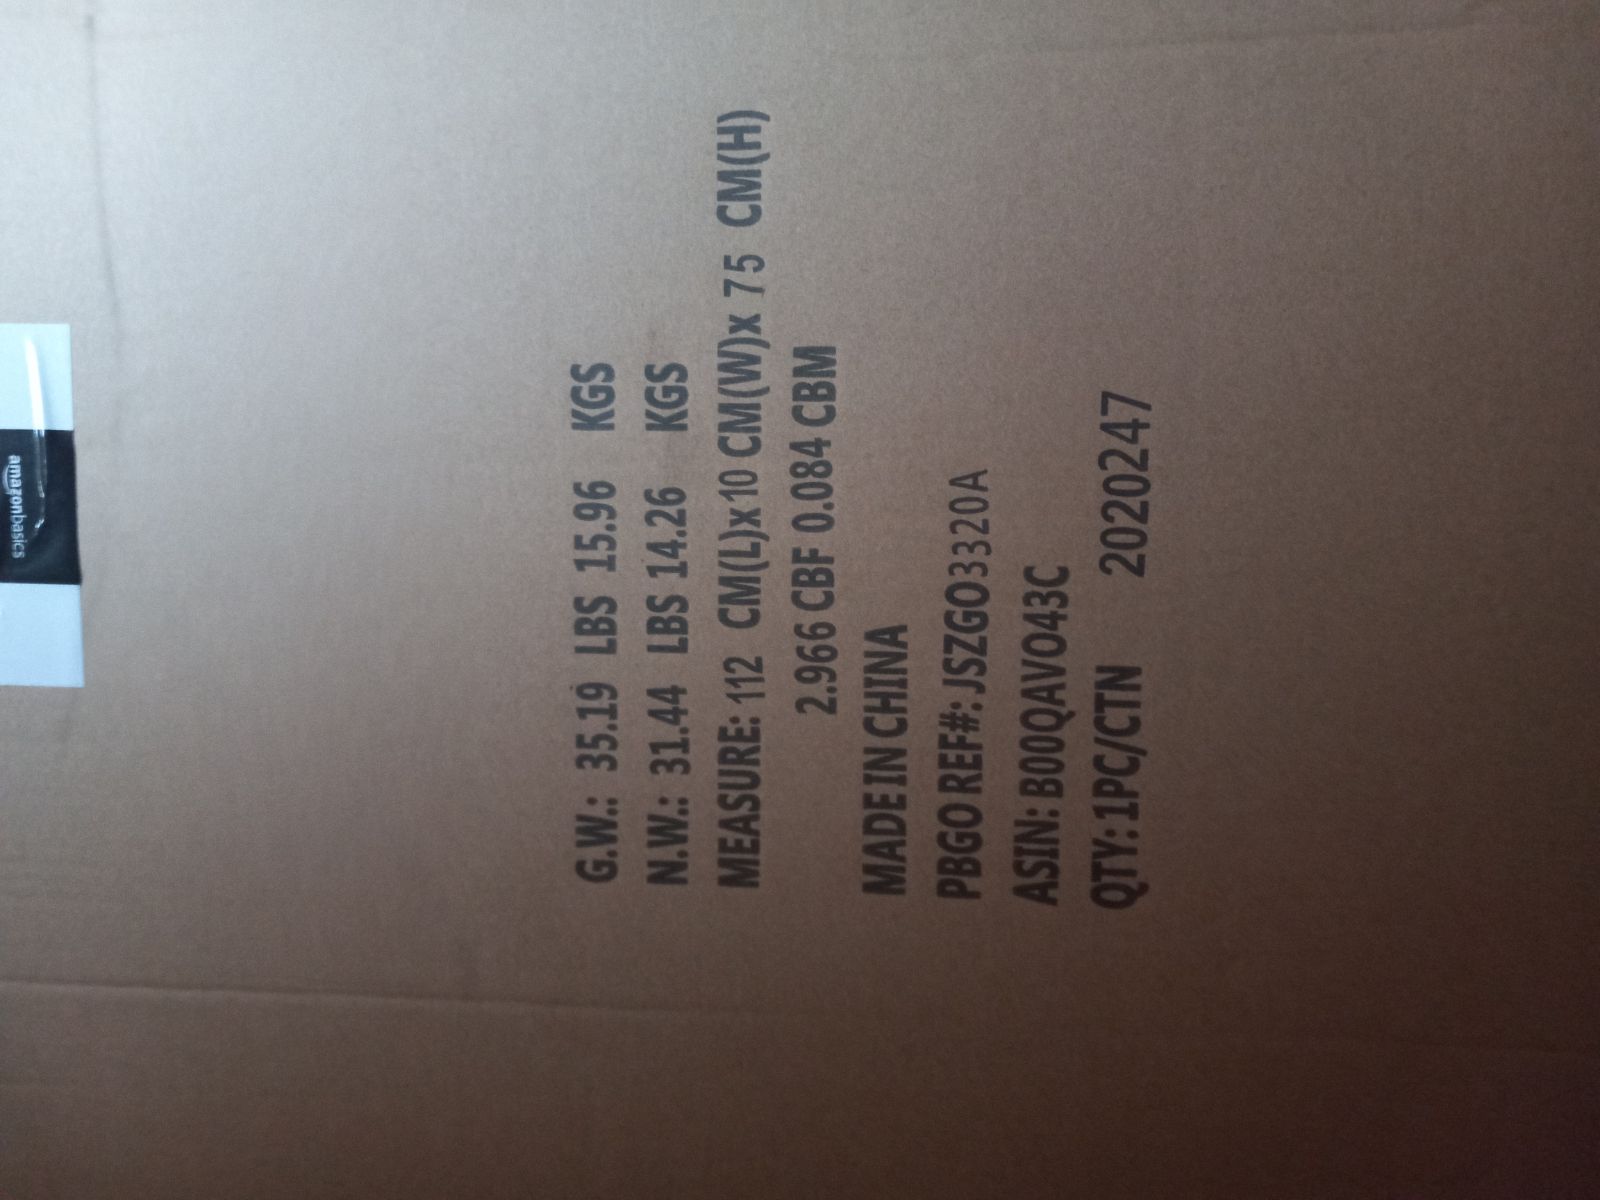 amazonbasics
G.W.: 35.19 LBS 15.96 KGS
N.W.: 31.44 LBS 14.26 KGS
MEASURE: 112 CM(L)x 10 CM(W)x 75 CM(H)
2.966 CBF 0.084 CBM
MADE IN CHINA
PBGO REF#: JSZGO3320A
ASIN: B00QAVO43C
QTY: 1PC/CTN 2020247